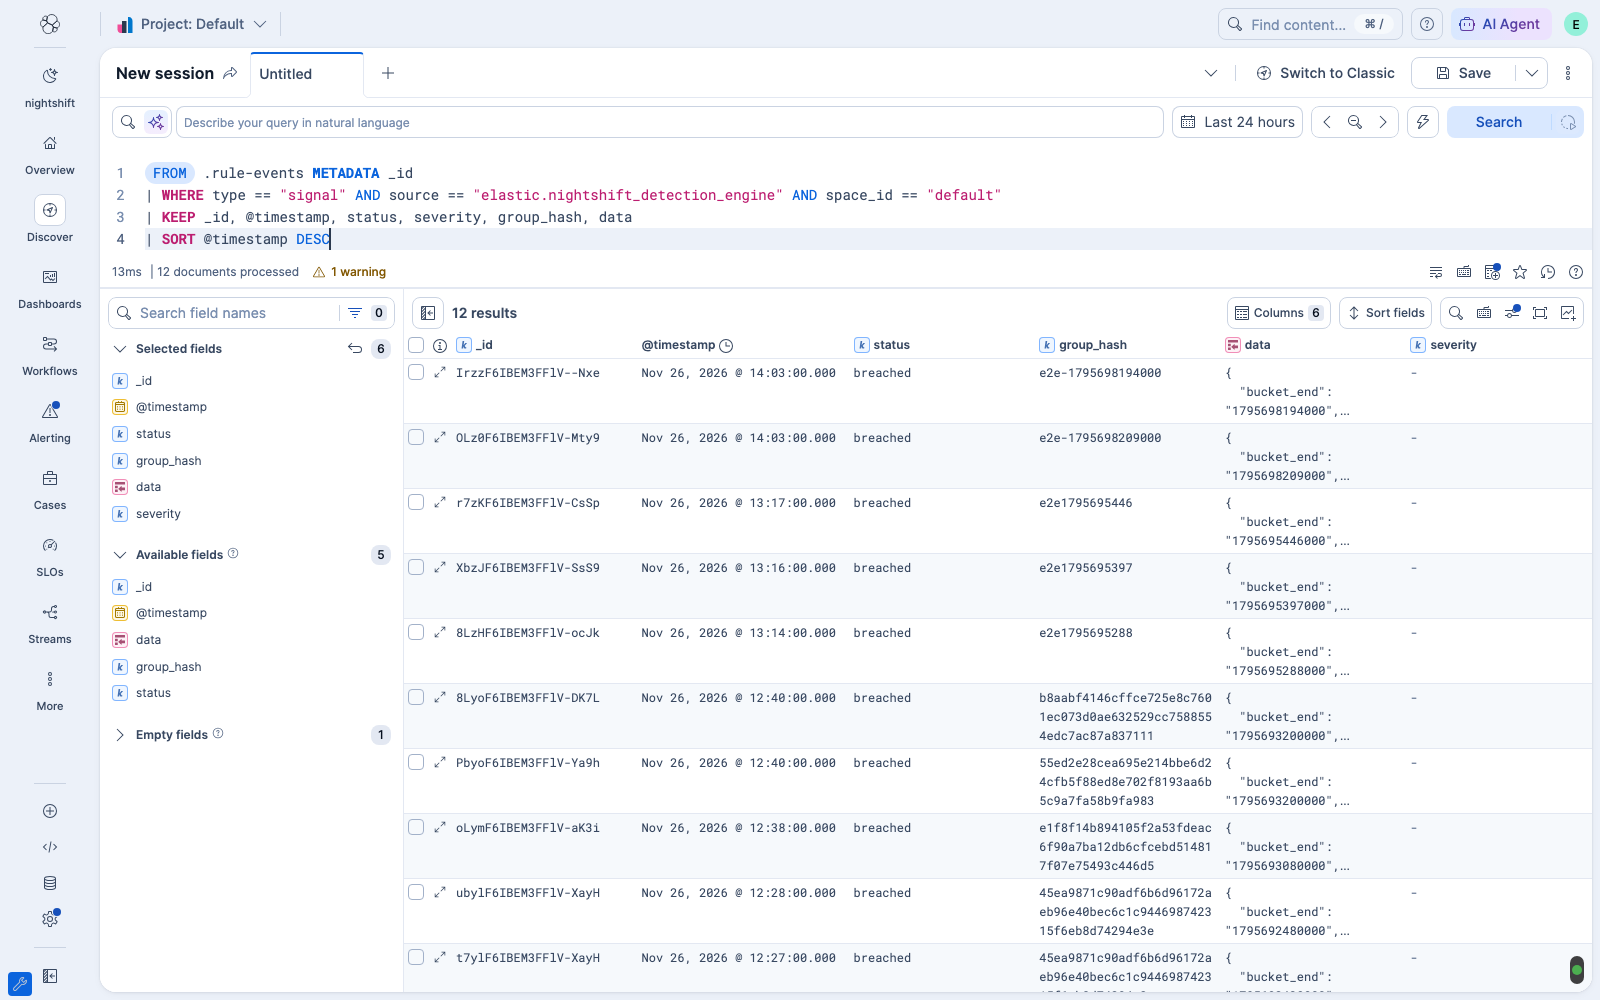 Project: Default
Find content...
⌘ /
AI Agent
E
nightshift
Overview
Discover
Dashboards
Workflows
Alerting
Cases
SLOs
Streams
More
New session
Untitled
Switch to Classic
Save
Describe your query in natural language
Last 24 hours
Search
1 FROM .rule-events METADATA _id
2 | WHERE type == "signal" AND source == "elastic.nightshift_detection_engine" AND space_id == "default"
3 | KEEP _id, @timestamp, status, severity, group_hash, data
4 | SORT @timestamp DESC
13ms | 12 documents processed 1 warning
Search field names 0
Selected fields 6
_id
@timestamp
status
group_hash
data
severity
Available fields 5
_id
@timestamp
data
group_hash
status
Empty fields 1
12 results
Columns 6
Sort fields
_id @timestamp status group_hash data severity
IrzzF6IBEM3FFlV--Nxe Nov 26, 2026 @ 14:03:00.000 breached e2e-1795698194000 { -
"bucket_end":
"1795698194000",...
OLz0F6IBEM3FFlV-Mty9 Nov 26, 2026 @ 14:03:00.000 breached e2e-1795698209000 { -
"bucket_end":
"1795698209000",...
r7zKF6IBEM3FFlV-CsSp Nov 26, 2026 @ 13:17:00.000 breached e2e1795695446 { -
"bucket_end":
"1795695446000",...
XbzJF6IBEM3FFlV-SsS9 Nov 26, 2026 @ 13:16:00.000 breached e2e1795695397 { -
"bucket_end":
"1795695397000",...
8LzHF6IBEM3FFlV-ocJk Nov 26, 2026 @ 13:14:00.000 breached e2e1795695288 { -
"bucket_end":
"1795695288000",...
8LyoF6IBEM3FFlV-DK7L Nov 26, 2026 @ 12:40:00.000 breached b8aabf4146cffce725e8c760 { -
1ec073d0ae632529cc758855 "bucket_end":
4edc7ac87a837111 "1795693200000",...
PbyoF6IBEM3FFlV-Ya9h Nov 26, 2026 @ 12:40:00.000 breached 55ed2e28cea695e214bbe6d2 { -
4cfb5f88ed8e702f8193aa6b "bucket_end":
5c9a7fa58b9fa983 "1795693200000",...
oLymF6IBEM3FFlV-aK3i Nov 26, 2026 @ 12:38:00.000 breached e1f8f14b894105f2a53fdeac { -
6f90a7ba12db6cfcebd51481 "bucket_end":
7f07e75493c446d5 "1795693080000",...
ubylF6IBEM3FFlV-XayH Nov 26, 2026 @ 12:28:00.000 breached 45ea9871c90adf6b6d96172a { -
eb96e40bec6c1c9446987423 "bucket_end":
15f6eb8d74294e3e "1795692480000",...
t7ylF6IBEM3FFlV-XayH Nov 26, 2026 @ 12:27:00.000 breached 45ea9871c90adf6b6d96172a { -
eb96e40bec6c1c9446987423 "bucket_end":